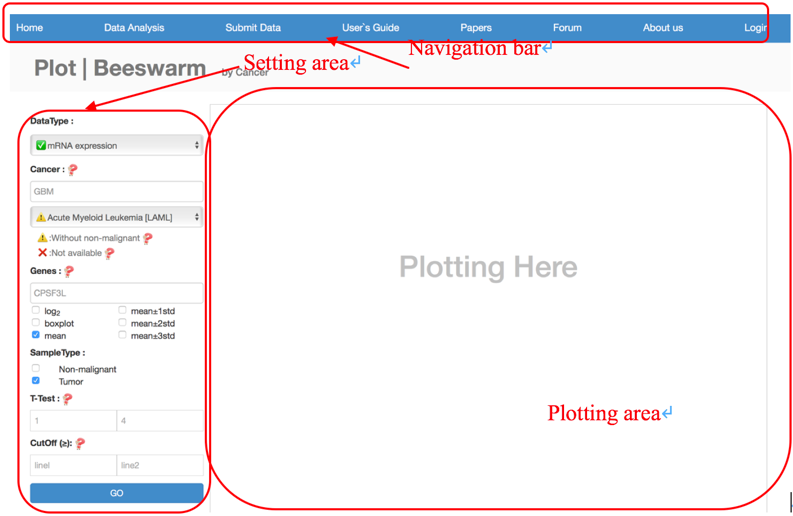 Home Data Analysis Submit Data User`s Guide Papers Forum About us Login
Navigation bar
Setting area
Plot | Beeswarm by Cancer
DataType :
mRNA expression
Cancer :
GBM
Acute Myeloid Leukemia [LAML]
:Without non-malignant
:Not available
Genes :
CPSF3L
log2 mean±1std
boxplot mean±2std
mean mean±3std
SampleType :
Non-malignant
Tumor
T-Test :
1 4
CutOff (≥):
linel line2
GO
Plotting Here
Plotting area